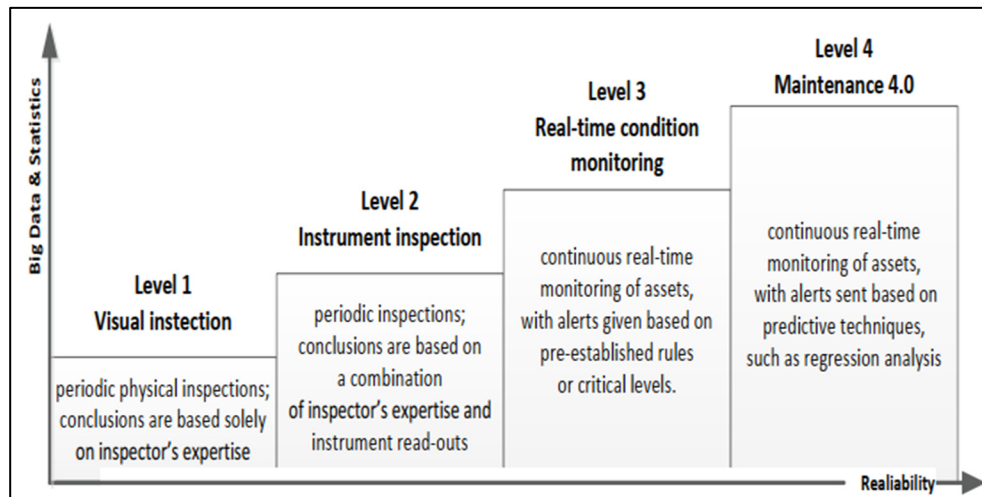 Big Data & Statistics
Level 1
Visual instection
periodic physical inspections;
conclusions are based solely
on inspector's expertise
Level 2
Instrument inspection
periodic inspections;
conclusions are based on
a combination
of inspector's expertise and
instrument read-outs
Level 3
Real-time condition
monitoring
continuous real-time
monitoring of assets,
with alerts given based on
pre-established rules
or critical levels.
Level 4
Maintenance 4.0
continuous real-time
monitoring of assets,
with alerts sent based on
predictive techniques,
such as regression analysis
Realiability